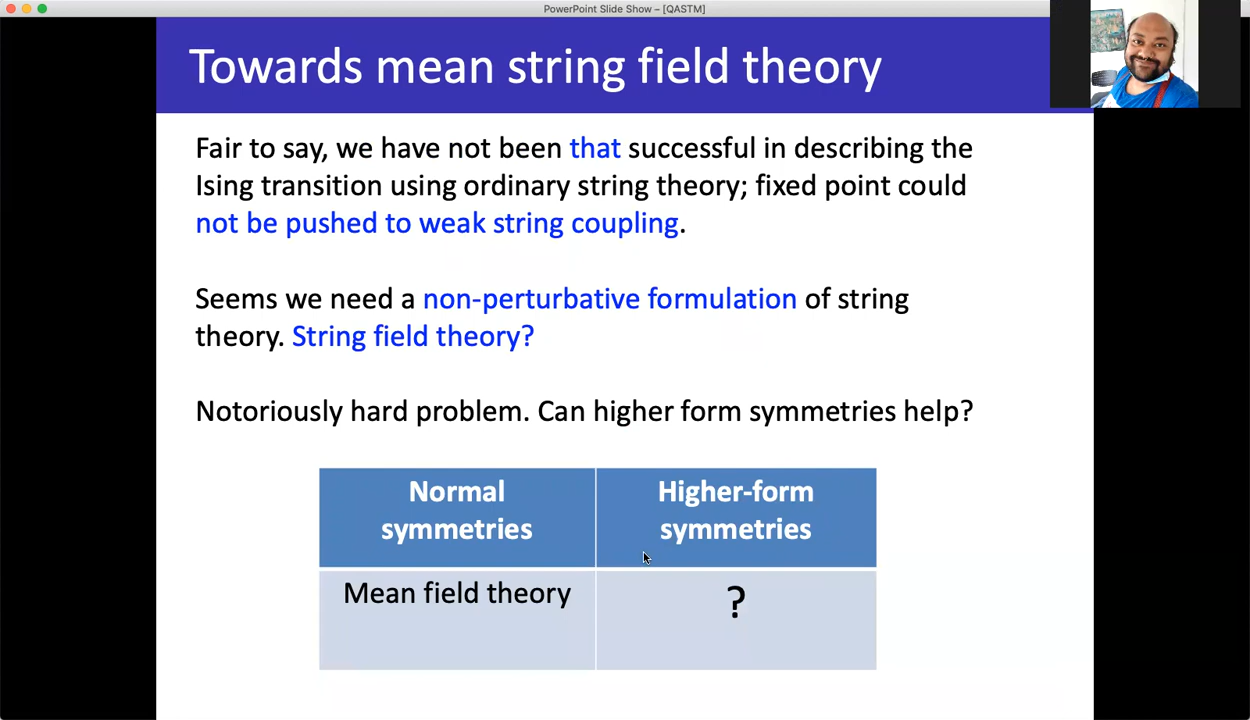 PowerPoint Slide Show – [QASTM]
Towards mean string field theory
Fair to say, we have not been that successful in describing the
Ising transition using ordinary string theory; fixed point could
not be pushed to weak string coupling.
Seems we need a non-perturbative formulation of string
theory. String field theory?
Notoriously hard problem. Can higher form symmetries help?
Normal
symmetries
Higher-form
symmetries
Mean field theory
?